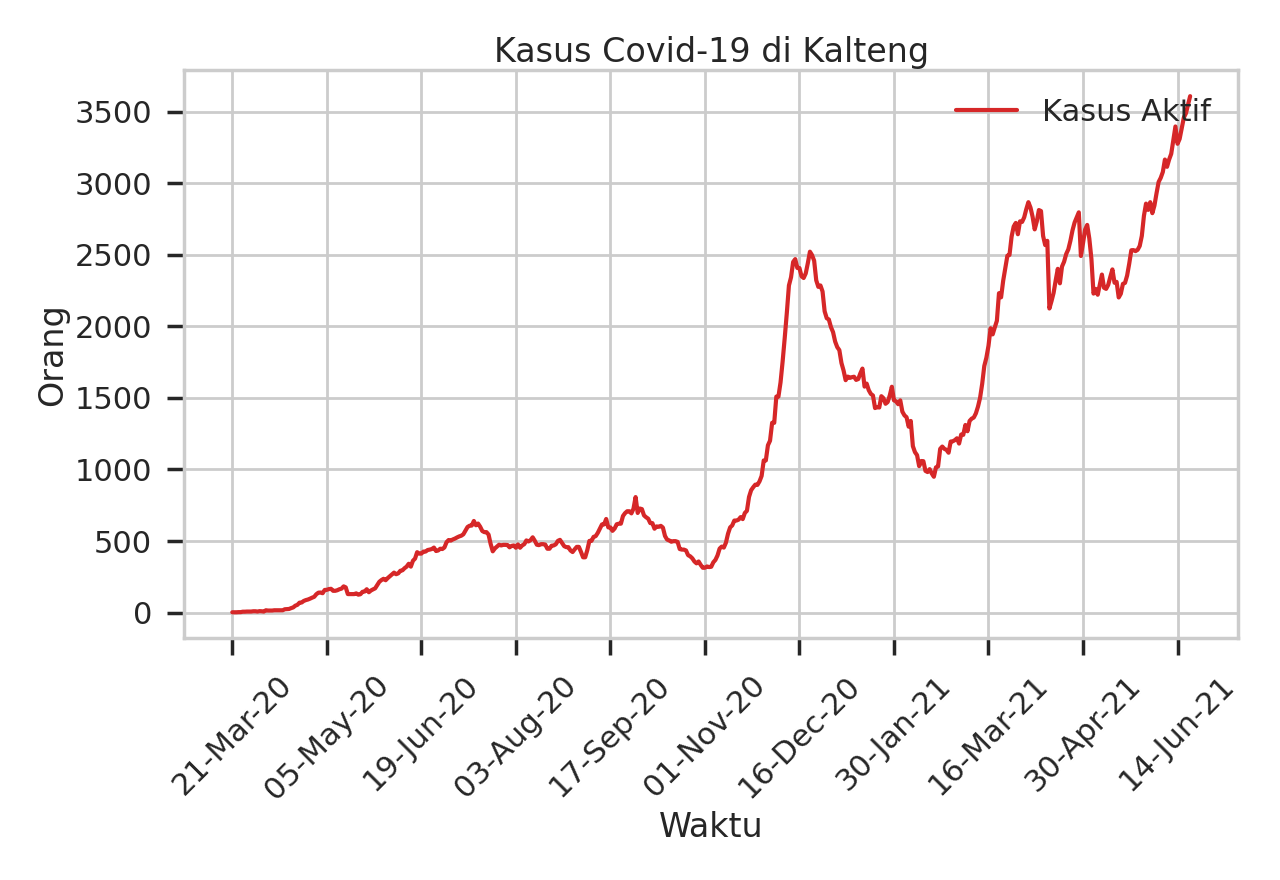 Kasus Covid-19 di Kalteng
Kasus Aktif
Orang
3500
3000
2500
2000
1500
1000
500
0
21-Mar-20
05-May-20
19-Jun-20
03-Aug-20
17-Sep-20
01-Nov-20
16-Dec-20
30-Jan-21
16-Mar-21
30-Apr-21
14-Jun-21
Waktu